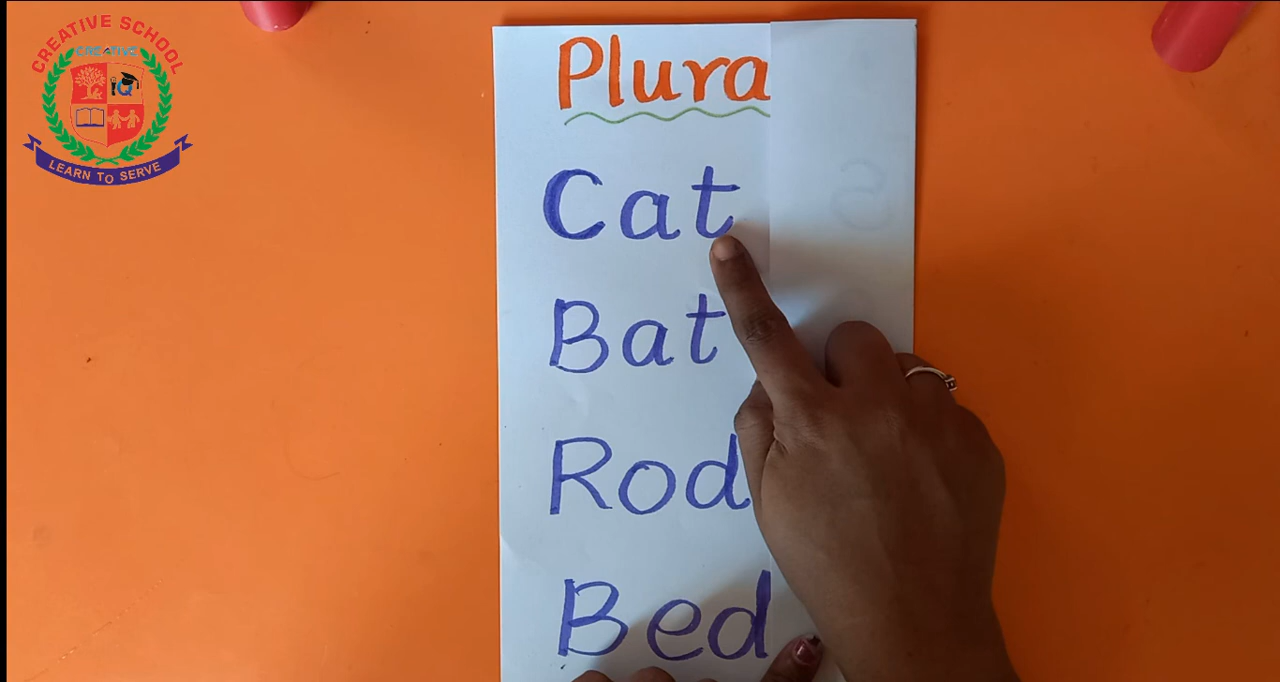 CREATIVE SCHOOL
CREATIVE
iQ
LEARN TO SERVE
Plura
Cat
Bat
Rod
Bed